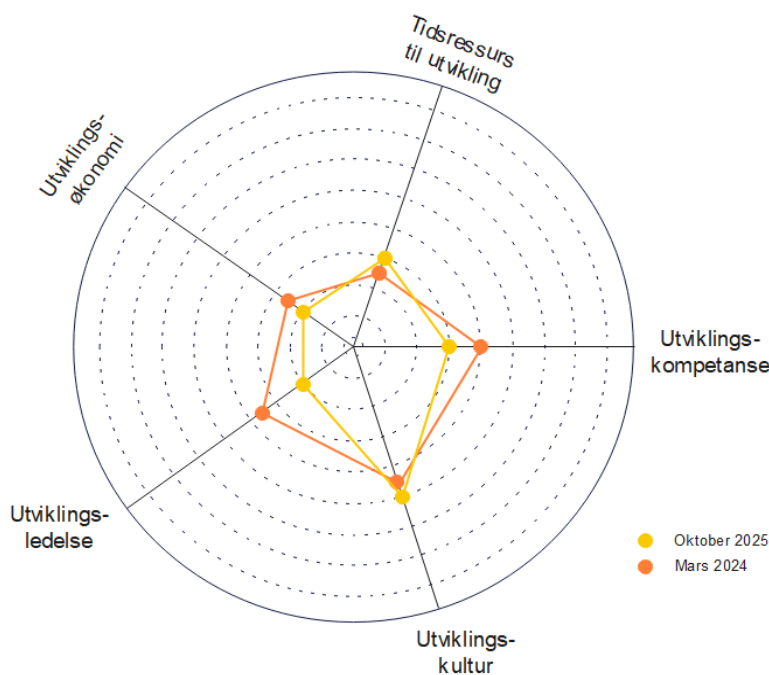 Tidsressurs
til utvikling
Utviklings-
økonomi
Utviklings-
kompetanse
Utviklings-
ledelse
Oktober 2025
Mars 2024
Utviklings-
kultur